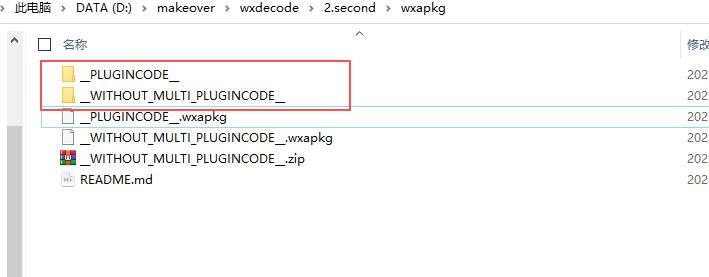 此电脑 › DATA (D:) › makeover › wxdecode › 2.second › wxapkg
名称 修改
__PLUGINCODE__ 202
__WITHOUT_MULTI_PLUGINCODE__ 202
__PLUGINCODE__.wxapkg 202
__WITHOUT_MULTI_PLUGINCODE__.wxapkg 202
__WITHOUT_MULTI_PLUGINCODE__.zip 202
README.md 202